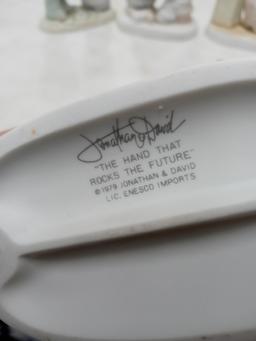 Jonathan & David
"THE HAND THAT
ROCKS THE FUTURE"
© 1979 JONATHAN & DAVID
LIC. ENESCO IMPORTS